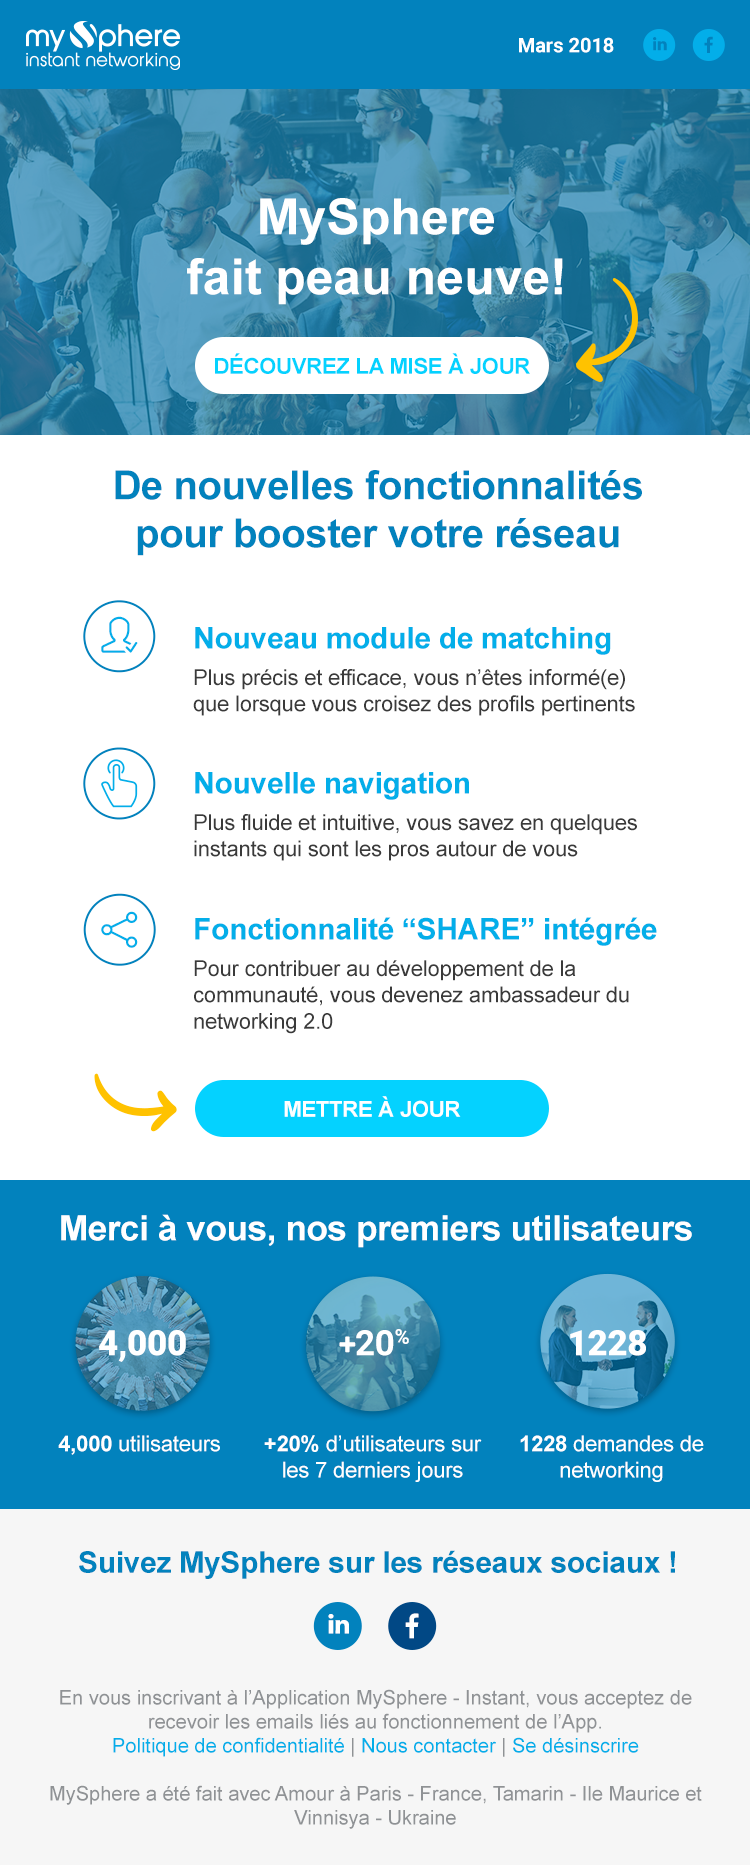 my Sphere
instant networking
Mars 2018
in f
MySphere
fait peau neuve!
DÉCOUVREZ LA MISE À JOUR
De nouvelles fonctionnalités
pour booster votre réseau
Nouveau module de matching
Plus précis et efficace, vous n’êtes informé(e)
que lorsque vous croisez des profils pertinents
Nouvelle navigation
Plus fluide et intuitive, vous savez en quelques
instants qui sont les pros autour de vous
Fonctionnalité “SHARE” intégrée
Pour contribuer au développement de la
communauté, vous devenez ambassadeur du
networking 2.0
METTRE À JOUR
Merci à vous, nos premiers utilisateurs
4,000
4,000 utilisateurs
+20%
+20% d’utilisateurs sur
les 7 derniers jours
1228
1228 demandes de
networking
Suivez MySphere sur les réseaux sociaux !
in f
En vous inscrivant à l’Application MySphere - Instant, vous acceptez de
recevoir les emails liés au fonctionnement de l’App.
Politique de confidentialité | Nous contacter | Se désinscrire
MySphere a été fait avec Amour à Paris - France, Tamarin - Ile Maurice et
Vinnisya - Ukraine